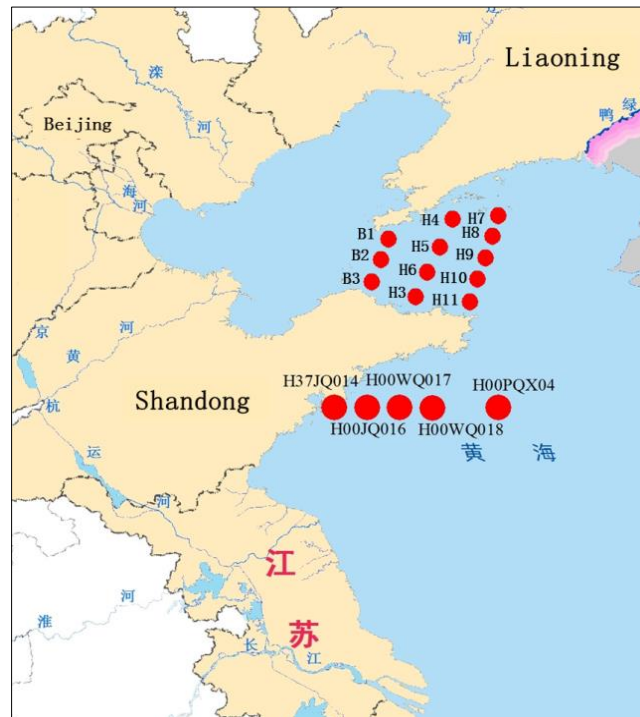 Liaoning
辽
河
滦
河
鸭 绿
Beijing
海
河
H4
H7
B1
H8
H5
B2
H9
H6
B3
H10
H3
H11
京
黄
河
杭
运
河
Shandong
H37JQ014
H00WQ017
H00PQX04
H00JQ016
H00WQ018
黄 海
江
苏
淮
河
长
江